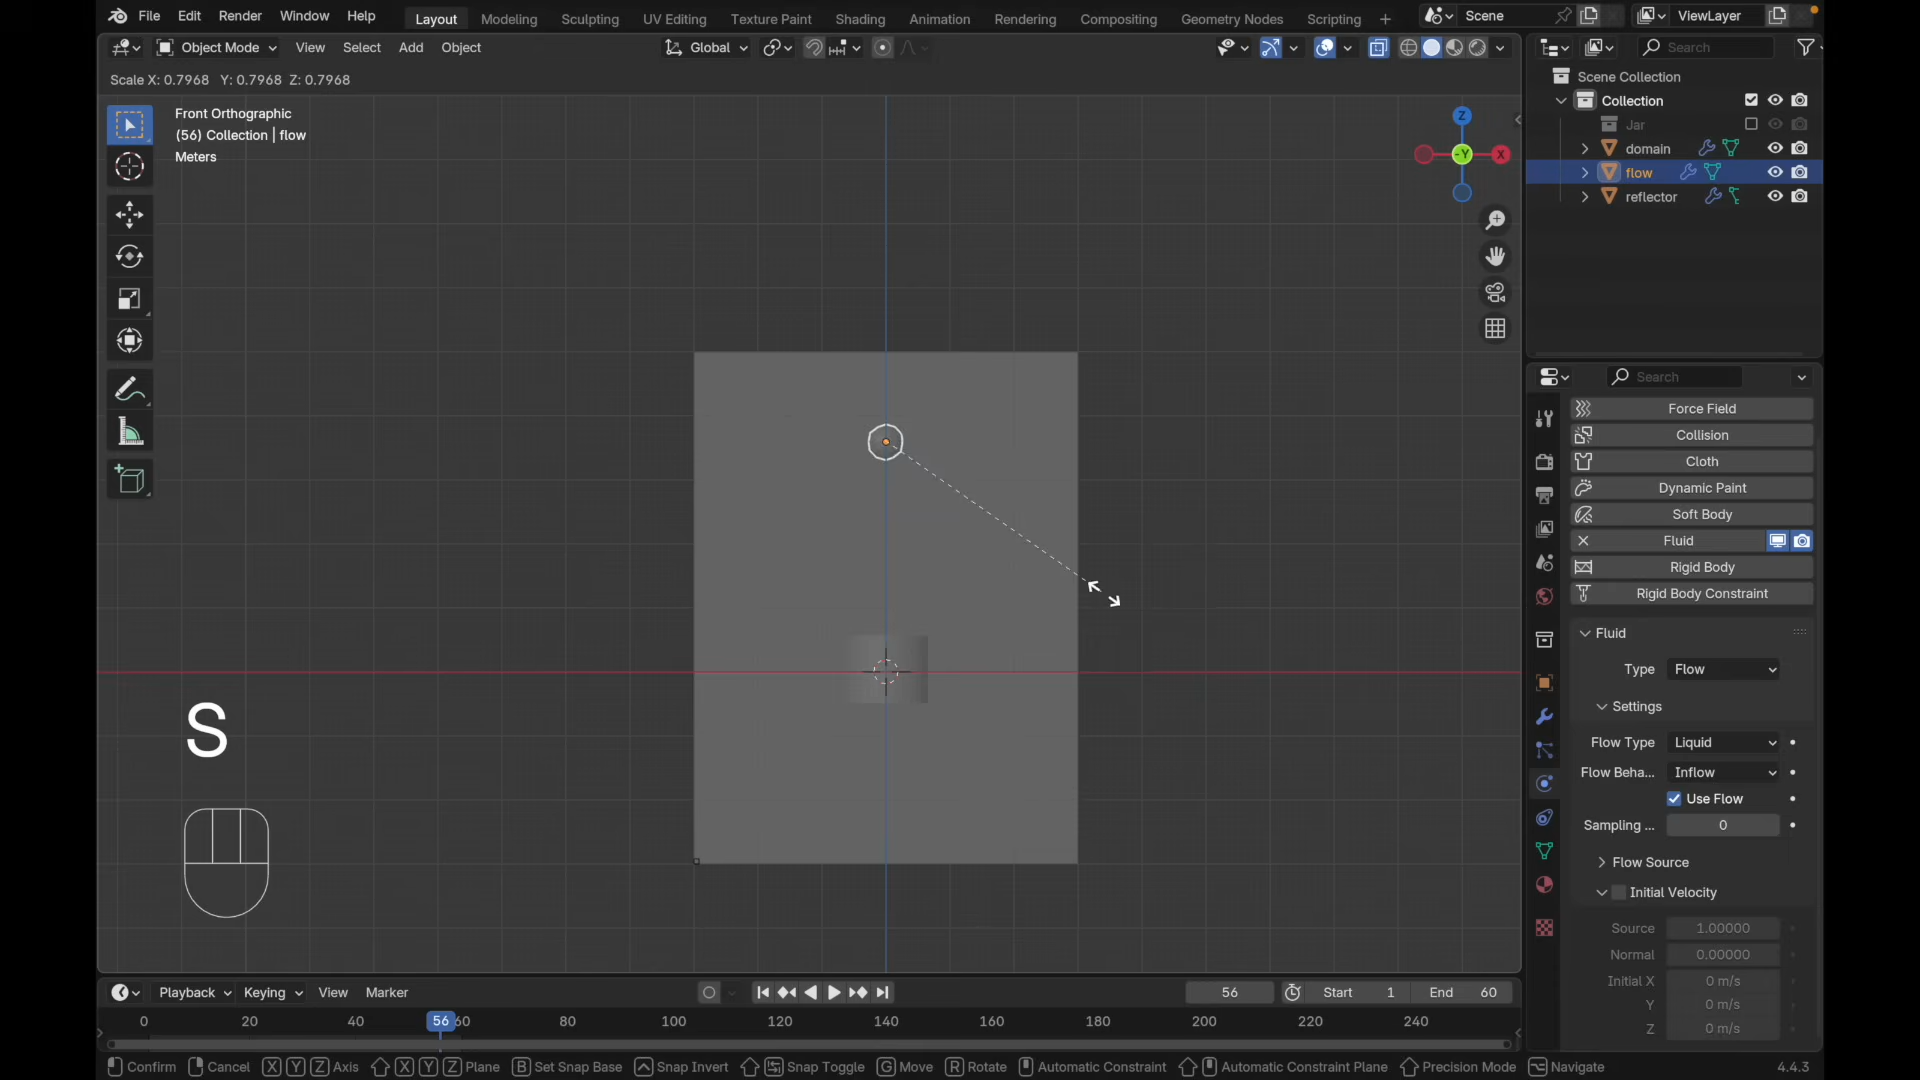 File Edit Render Window Help Layout Modeling Sculpting UV Editing Texture Paint Shading Animation Rendering Compositing Geometry Nodes Scripting + Scene ViewLayer
Object Mode View Select Add Object Global Search
Scale X: 0.7968 Y: 0.7968 Z: 0.7968
Front Orthographic
(56) Collection | flow
Meters
Z
-Y
X
Scene Collection
Collection
Jar
domain
flow
reflector
Search
Force Field
Collision
Cloth
Dynamic Paint
Soft Body
Fluid
Rigid Body
Rigid Body Constraint
Fluid
Type Flow
Settings
Flow Type Liquid
Flow Beha... Inflow
Use Flow
Sampling ... 0
Flow Source
Initial Velocity
Source 1.00000
Normal 0.00000
Initial X 0 m/s
Y 0 m/s
Z 0 m/s
S
Playback Keying View Marker 56 Start 1 End 60
0 20 40 56 60 80 100 120 140 160 180 200 220 240
Confirm Cancel X Y Z Axis X Y Z Plane B Set Snap Base Snap Invert Snap Toggle G Move R Rotate Automatic Constraint Automatic Constraint Plane Precision Mode Navigate 4.4.3